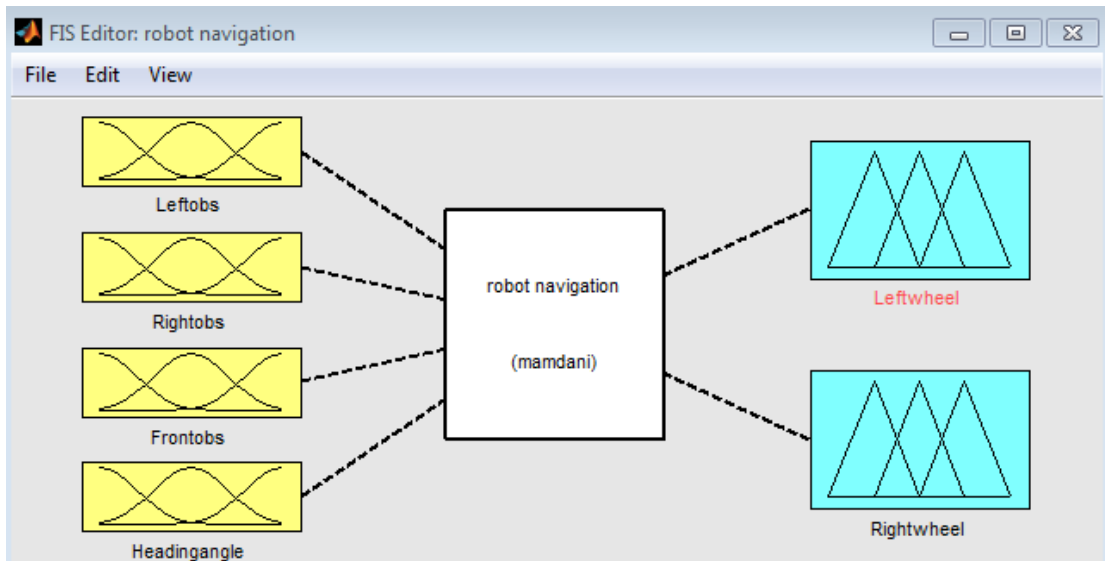 FIS Editor: robot navigation
File Edit View
Leftobs
Rightobs
Frontobs
Headingangle
robot navigation
(mamdani)
Leftwheel
Rightwheel